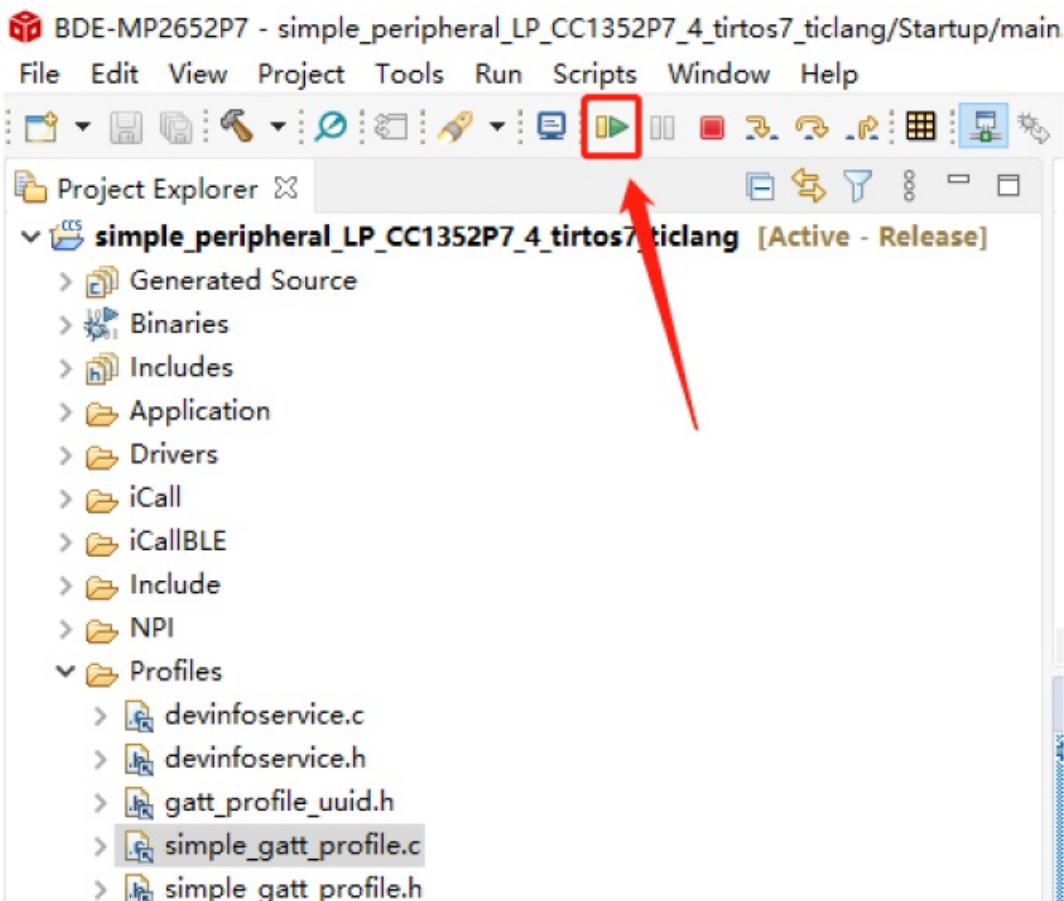 BDE-MP2652P7 - simple_peripheral_LP_CC1352P7_4_tirtos7_ticlang/Startup/main.
File Edit View Project Tools Run Scripts Window Help
Project Explorer
simple_peripheral_LP_CC1352P7_4_tirtos7_ticlang [Active - Release]
Generated Source
Binaries
Includes
Application
Drivers
iCall
iCallBLE
Include
NPI
Profiles
devinfoservice.c
devinfoservice.h
gatt_profile_uuid.h
simple_gatt_profile.c
simple_gatt_profile.h